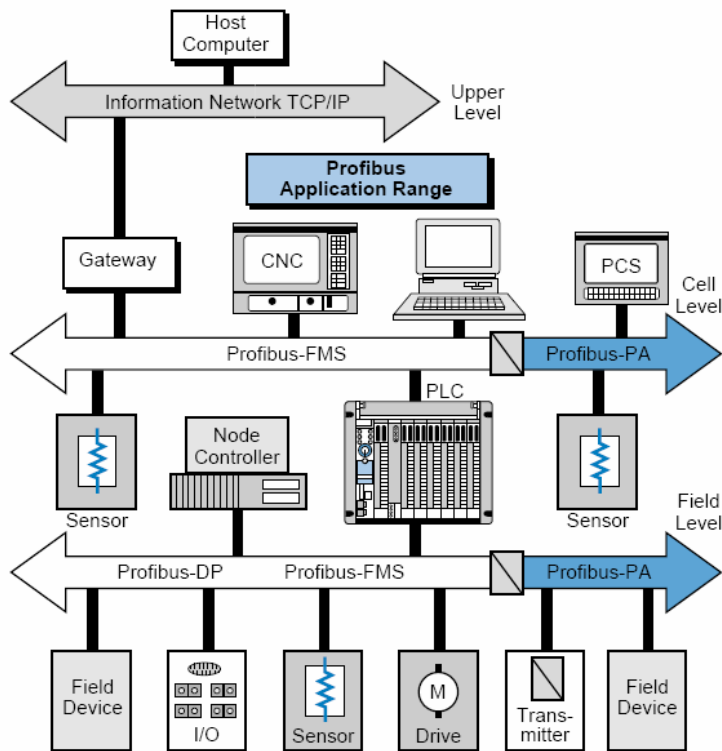 Host
Computer
Information Network TCP/IP
Upper
Level
Profibus
Application Range
Gateway
CNC
PCS
Cell
Level
Profibus-FMS
Profibus-PA
PLC
Node
Controller
Sensor
Sensor
Field
Level
Profibus-DP
Profibus-FMS
Profibus-PA
Field
Device
I/O
Sensor
M
Drive
Trans-
mitter
Field
Device